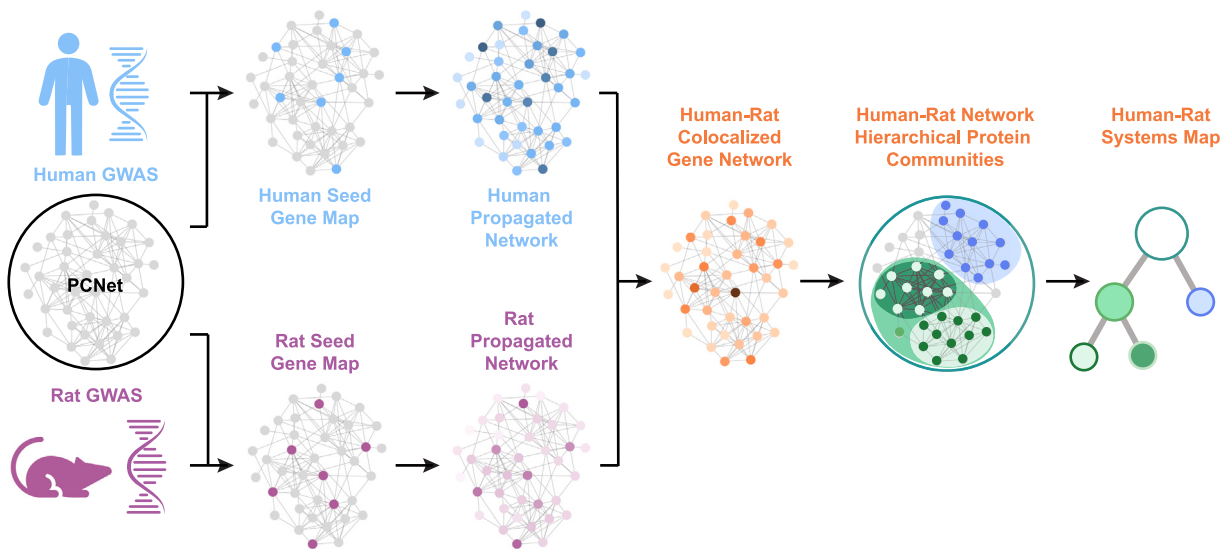 Human GWAS
PCNet
Rat GWAS
Human Seed
Gene Map
Human
Propagated
Network
Rat Seed
Gene Map
Rat
Propagated
Network
Human-Rat
Colocalized
Gene Network
Human-Rat Network
Hierarchical Protein
Communities
Human-Rat
Systems Map